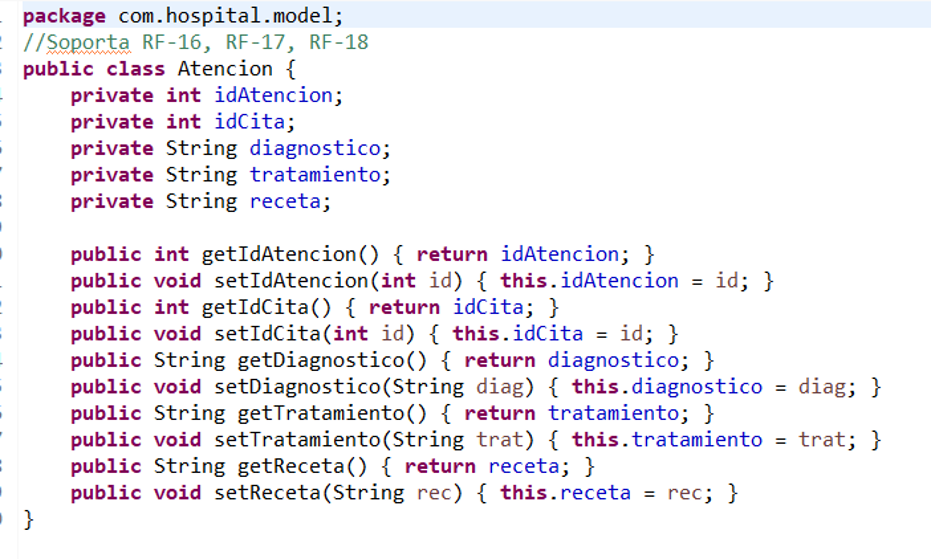 package com.hospital.model;
//Soporta RF-16, RF-17, RF-18
public class Atencion {
    private int idAtencion;
    private int idCita;
    private String diagnostico;
    private String tratamiento;
    private String receta;

    public int getIdAtencion() { return idAtencion; }
    public void setIdAtencion(int id) { this.idAtencion = id; }
    public int getIdCita() { return idCita; }
    public void setIdCita(int id) { this.idCita = id; }
    public String getDiagnostico() { return diagnostico; }
    public void setDiagnostico(String diag) { this.diagnostico = diag; }
    public String getTratamiento() { return tratamiento; }
    public void setTratamiento(String trat) { this.tratamiento = trat; }
    public String getReceta() { return receta; }
    public void setReceta(String rec) { this.receta = rec; }
}